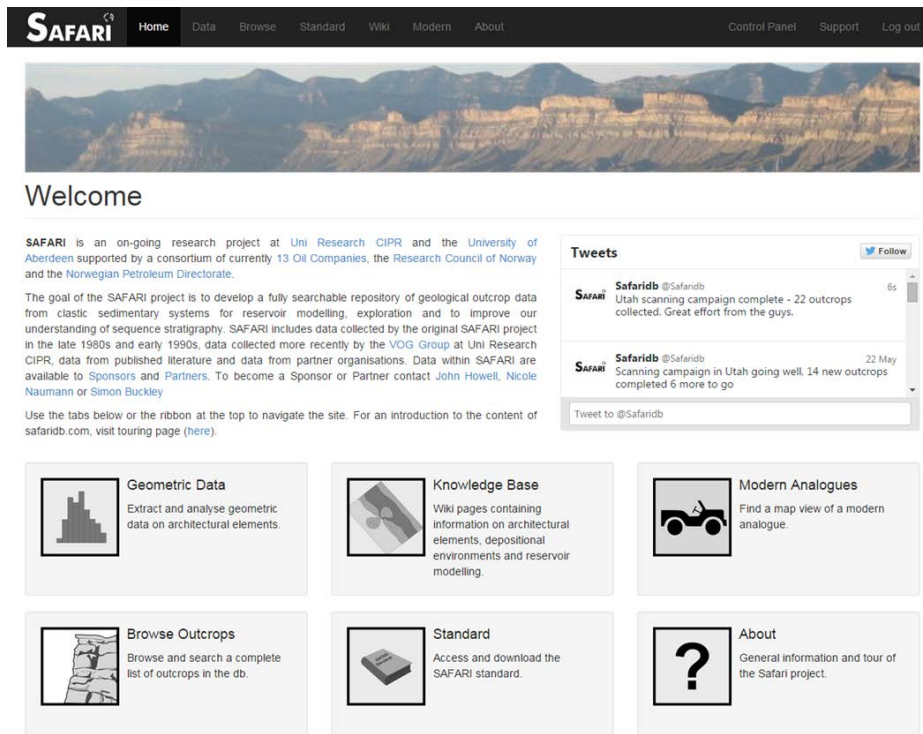 SAFARI Home Data Browse Standard Wiki Modern About Control Panel Support Log out
Welcome
SAFARI is an on-going research project at Uni Research CIPR and the University of
Aberdeen supported by a consortium of currently 13 Oil Companies, the Research Council of Norway
and the Norwegian Petroleum Directorate.
The goal of the SAFARI project is to develop a fully searchable repository of geological outcrop data
from clastic sedimentary systems for reservoir modelling, exploration and to improve our
understanding of sequence stratigraphy. SAFARI includes data collected by the original SAFARI project
in the late 1980s and early 1990s, data collected more recently by the VOG Group at Uni Research
CIPR, data from published literature and data from partner organisations. Data within SAFARI are
available to Sponsors and Partners. To become a Sponsor or Partner contact John Howell, Nicole
Naumann or Simon Buckley
Use the tabs below or the ribbon at the top to navigate the site. For an introduction to the content of
safaridb.com, visit touring page (here).
Tweets Follow
SAFARI Safaridb @Safaridb 6s
Utah scanning campaign complete - 22 outcrops
collected. Great effort from the guys.
SAFARI Safaridb @Safaridb 22 May
Scanning campaign in Utah going well. 14 new outcrops
completed 6 more to go
Tweet to @Safaridb
Geometric Data
Extract and analyse geometric
data on architectural elements.
Knowledge Base
Wiki pages containing
information on architectural
elements, depositional
environments and reservoir
modelling.
Modern Analogues
Find a map view of a modern
analogue.
Browse Outcrops
Browse and search a complete
list of outcrops in the db.
Standard
Access and download the
SAFARI standard.
?
About
General information and tour of
the Safari project.